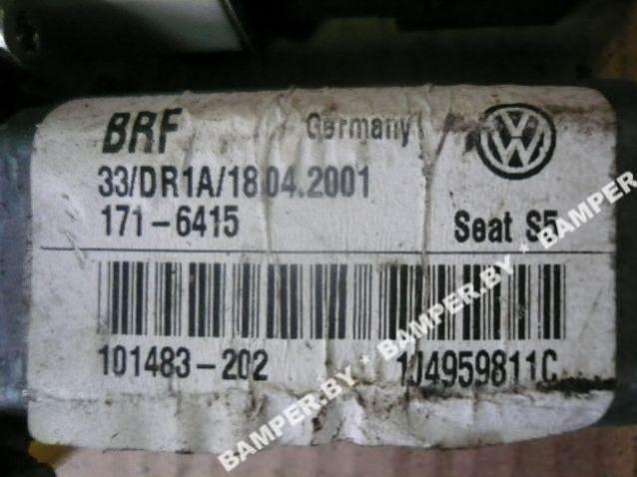 BRF Germany VW
33/DR1A/18.04.2001
171-6415 Seat S5
101483-202 1J4959811C
BAMPER.BY * BAMPER.BY * BAMPER